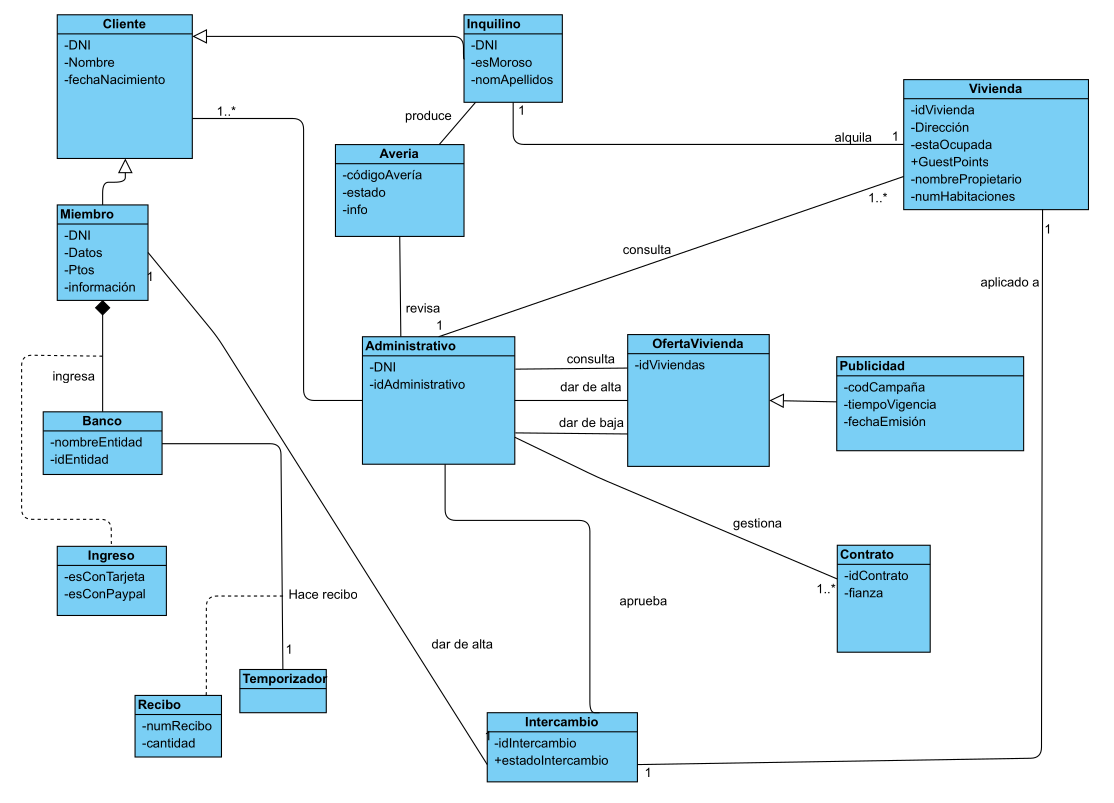 Cliente
-DNI
-Nombre
-fechaNacimiento
Inquilino
-DNI
-esMoroso
-nomApellidos
Vivienda
-idVivienda
-Dirección
-estaOcupada
+GuestPoints
-nombrePropietario
-numHabitaciones
1..*
produce
1
alquila
1
Averia
-códigoAvería
-estado
-info
1..*
consulta
1
aplicado a
Miembro
-DNI
-Datos
-Ptos
-información
1
revisa
1
Administrativo
-DNI
-idAdministrativo
consulta
dar de alta
dar de baja
OfertaVivienda
-idViviendas
Publicidad
-codCampaña
-tiempoVigencia
-fechaEmisión
ingresa
Banco
-nombreEntidad
-idEntidad
gestiona
Contrato
-idContrato
-fianza
1..*
Ingreso
-esConTarjeta
-esConPaypal
Hace recibo
aprueba
1
dar de alta
Temporizador
Recibo
-numRecibo
-cantidad
1
Intercambio
-idIntercambio
+estadoIntercambio
1